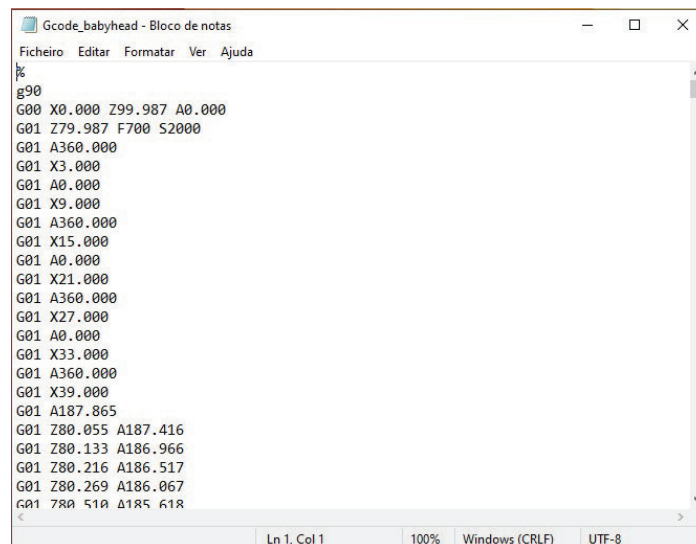 Gcode_babyhead - Bloco de notas
Ficheiro Editar Formatar Ver Ajuda
%
g90
G00 X0.000 Z99.987 A0.000
G01 Z79.987 F700 S2000
G01 A360.000
G01 X3.000
G01 A0.000
G01 X9.000
G01 A360.000
G01 X15.000
G01 A0.000
G01 X21.000
G01 A360.000
G01 X27.000
G01 A0.000
G01 X33.000
G01 A360.000
G01 X39.000
G01 A187.865
G01 Z80.055 A187.416
G01 Z80.133 A186.966
G01 Z80.216 A186.517
G01 Z80.269 A186.067
G01 Z80.510 A185.618
Ln 1, Col 1 100% Windows (CRLF) UTF-8